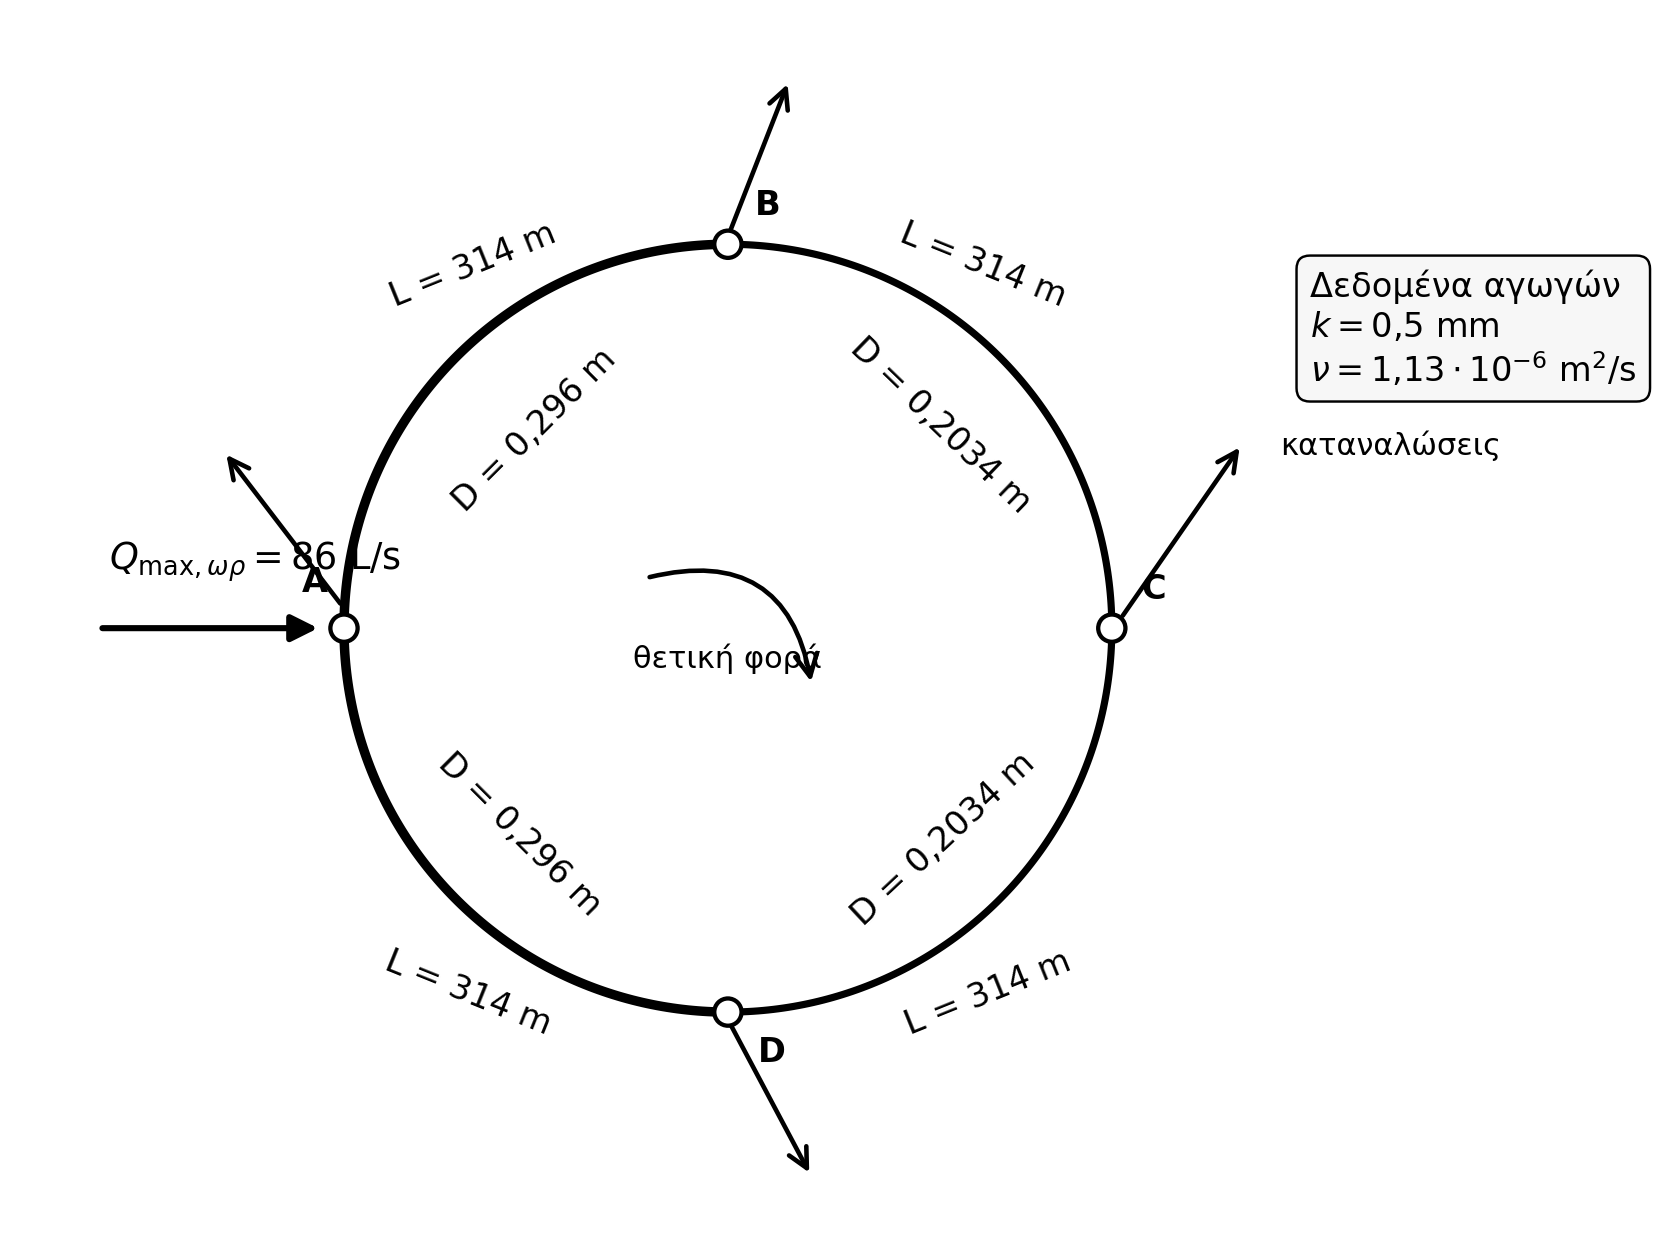 B
L = 314 m
L = 314 m
Δεδομένα αγωγών
k = 0,5 mm
ν = 1,13 · 10⁻⁶ m²/s
D = 0,296 m
D = 0,2034 m
καταναλώσεις
Qmax, ωρ = 86 L/s
A
C
θετική φορά
D = 0,296 m
D = 0,2034 m
L = 314 m
L = 314 m
D